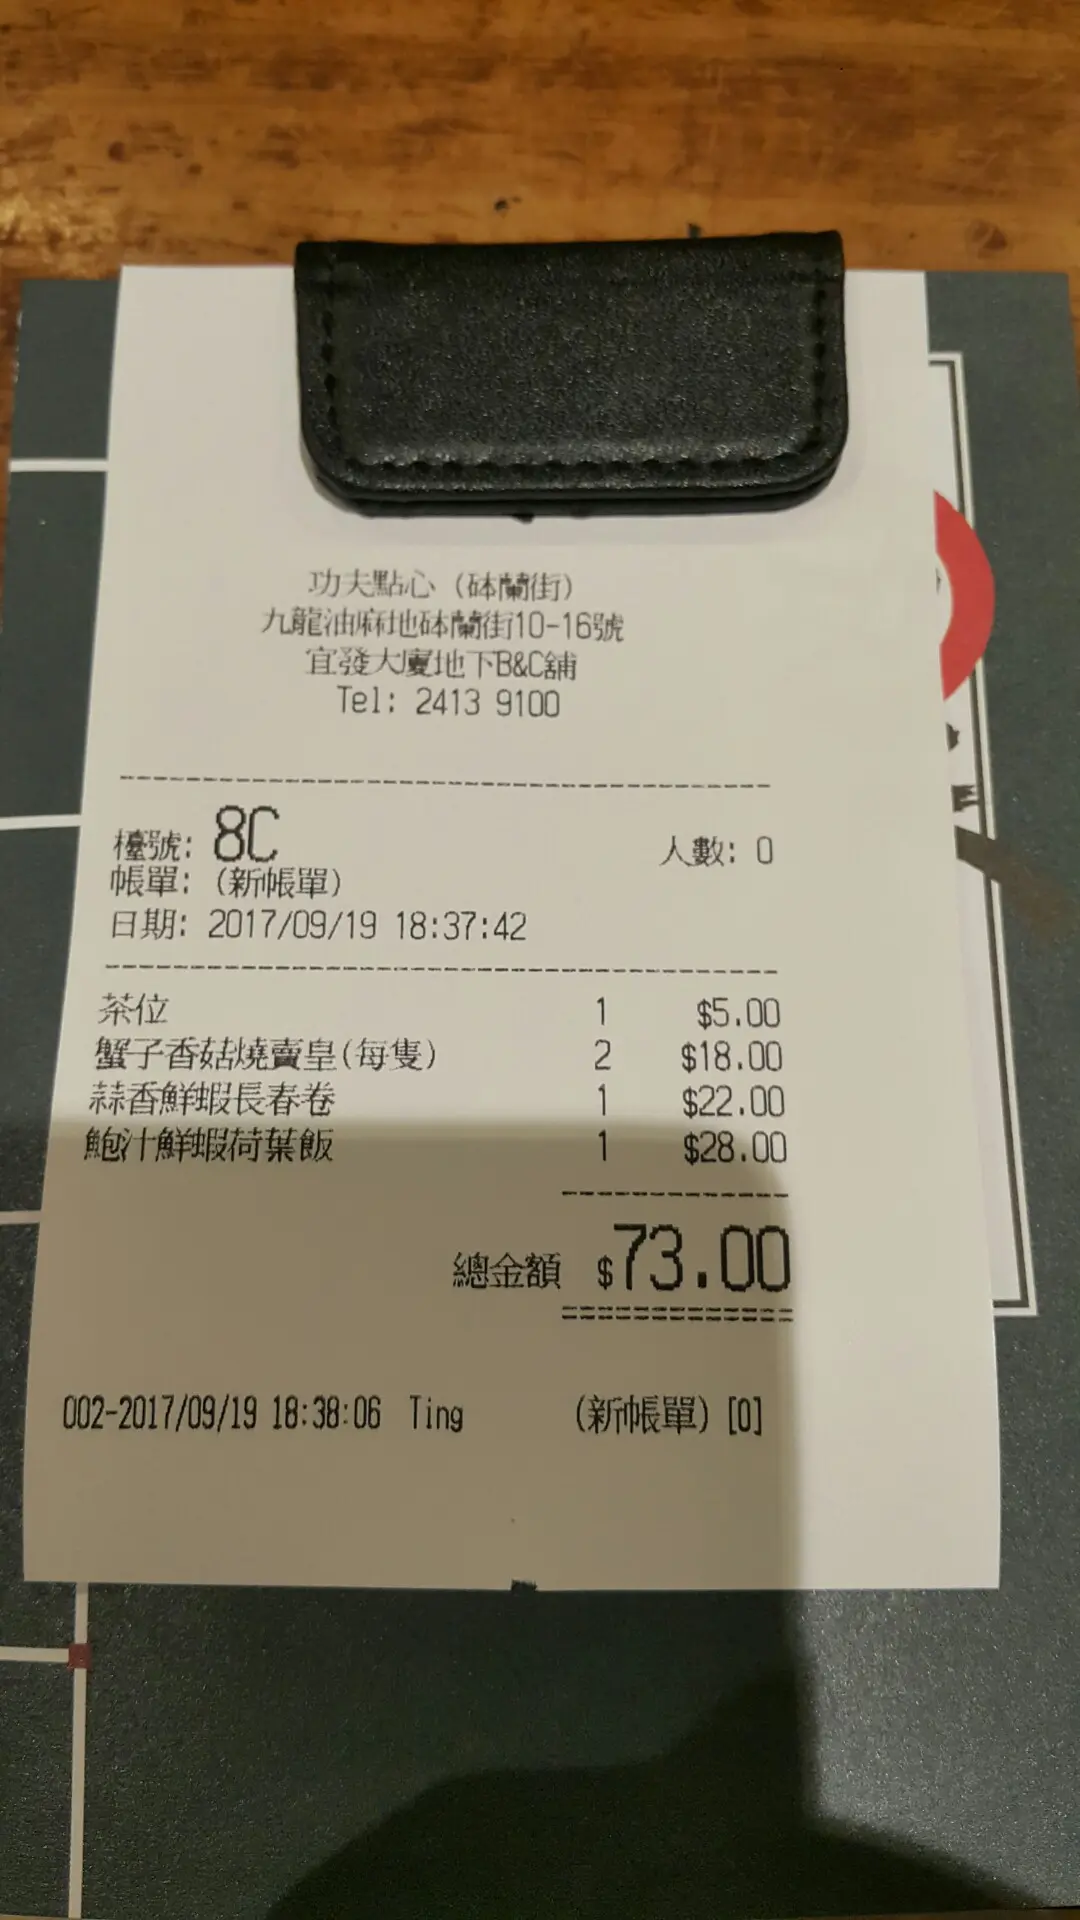 功夫點心 (砵蘭街)
九龍油麻地砵蘭街10-16號
宜發大廈地下B&C舖
Tel: 2413 9100
檯號: 8C 人數: 0
帳單: (新帳單)
日期: 2017/09/19 18:37:42
茶位 1 $5.00
蟹子香菇燒賣皇(每隻) 2 $18.00
蒜香鮮蝦長春卷 1 $22.00
鮑汁鮮蝦荷葉飯 1 $28.00
總金額 $73.00
002-2017/09/19 18:38:06 Ting (新帳單) [0]